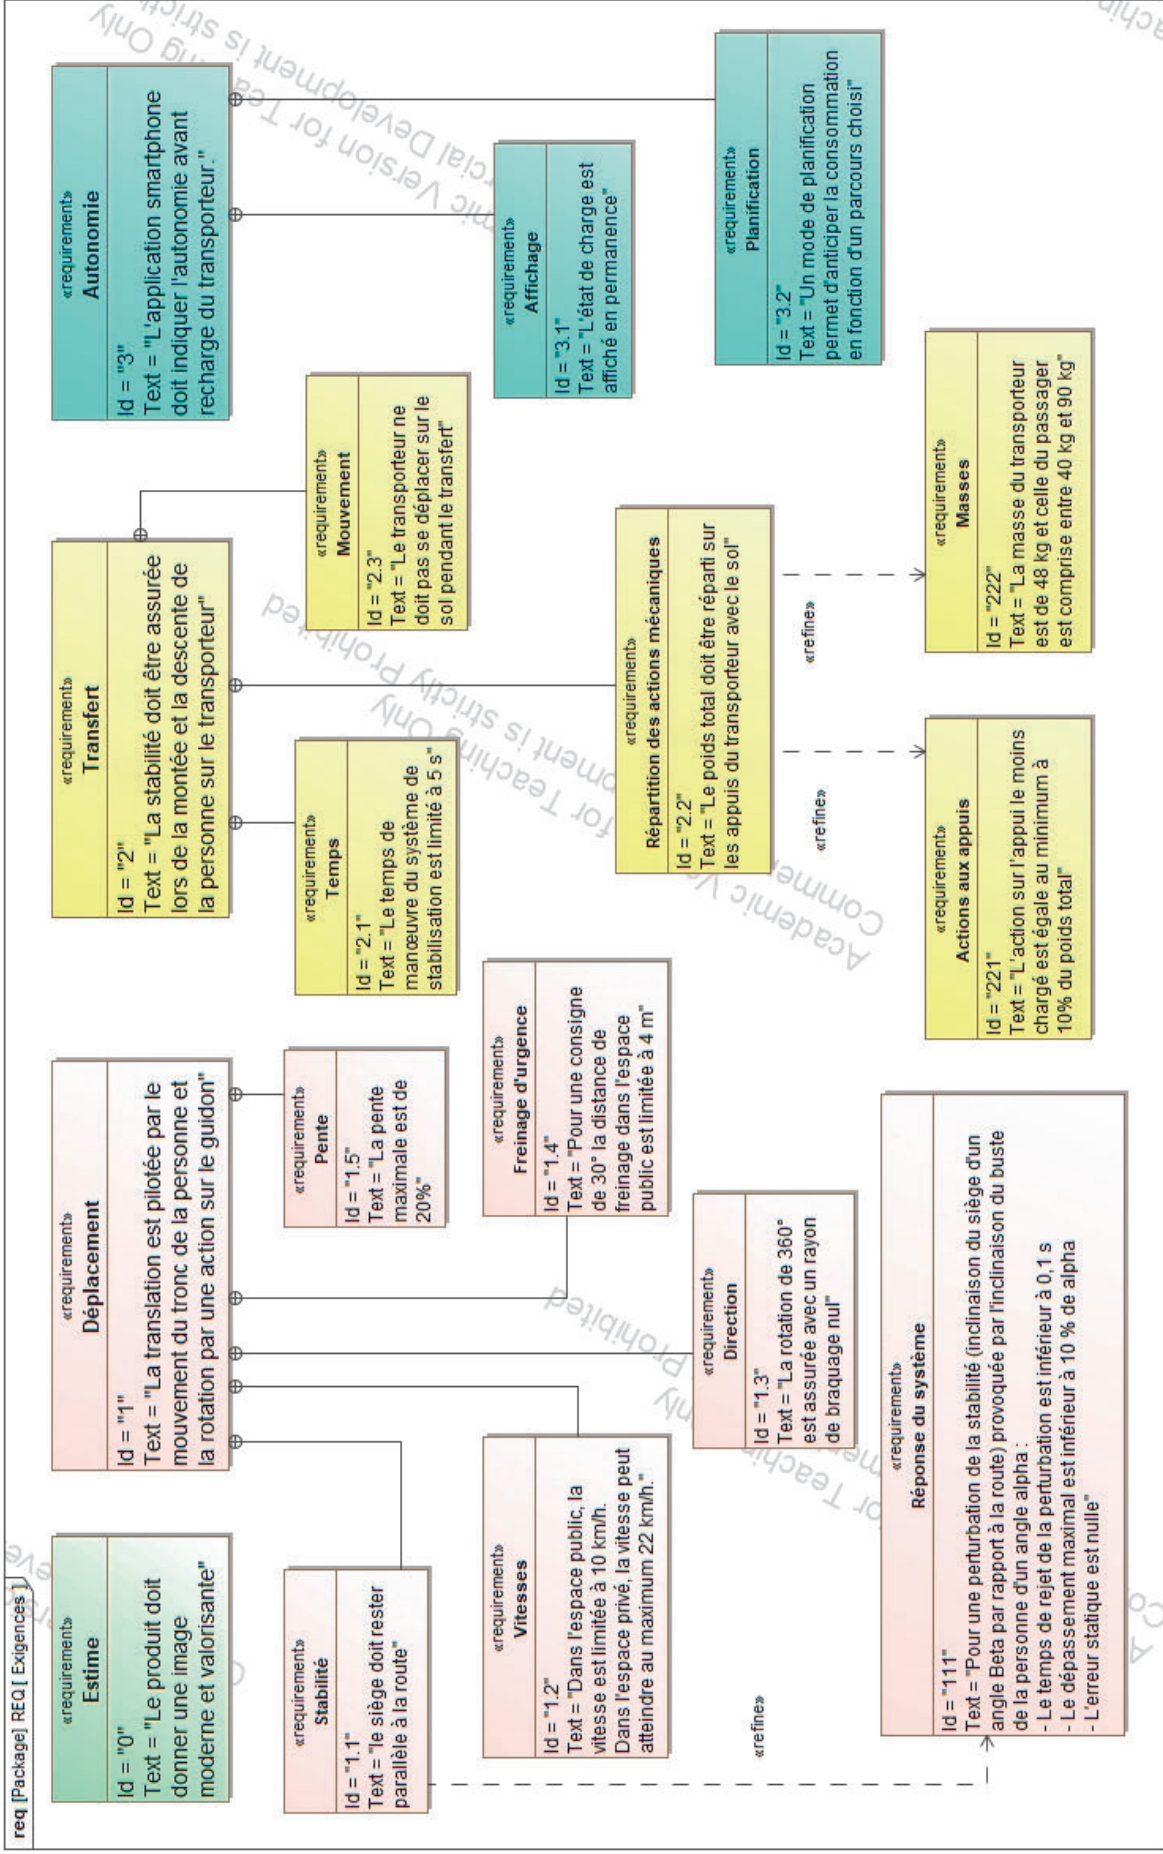 req [Package] REQ [ Exigences ]
«requirement»
Estime
Id = "0"
Text = "Le produit doit
donner une image
moderne et valorisante"
«requirement»
Déplacement
Id = "1"
Text = "La translation est pilotée par le
mouvement du tronc de la personne et
la rotation par une action sur le guidon"
«requirement»
Transfert
Id = "2"
Text = "La stabilité doit être assurée
lors de la montée et la descente de
la personne sur le transporteur"
«requirement»
Autonomie
Id = "3"
Text = "L'application smartphone
doit indiquer l'autonomie avant
recharge du transporteur."
«requirement»
Stabilité
Id = "1.1"
Text = "le siège doit rester
parallèle à la route"
«requirement»
Pente
Id = "1.5"
Text = "La pente
maximale est de
20%"
«requirement»
Temps
Id = "2.1"
Text = "Le temps de
manœuvre du système de
stabilisation est limité à 5 s"
«requirement»
Mouvement
Id = "2.3"
Text = "Le transporteur ne
doit pas se déplacer sur le
sol pendant le transfert"
«requirement»
Vitesses
Id = "1.2"
Text = "Dans l'espace public, la
vitesse est limitée à 10 km/h.
Dans l'espace privé, la vitesse peut
atteindre au maximum 22 km/h."
«requirement»
Freinage d'urgence
Id = "1.4"
Text = "Pour une consigne
de 30° la distance de
freinage dans l'espace
public est limitée à 4 m"
«requirement»
Affichage
Id = "3.1"
Text = "L'état de charge est
affiché en permanence"
«requirement»
Direction
Id = "1.3"
Text = "La rotation de 360°
est assurée avec un rayon
de braquage nul"
«requirement»
Répartition des actions mécaniques
Id = "2.2"
Text = "Le poids total doit être réparti sur
les appuis du transporteur avec le sol"
«requirement»
Planification
Id = "3.2"
Text = "Un mode de planification
permet d'anticiper la consommation
en fonction d'un parcours choisi"
«refine»
«refine»
«refine»
«requirement»
Réponse du système
Id = "111"
Text = "Pour une perturbation de la stabilité (inclinaison du siège d'un
angle Beta par rapport à la route) provoquée par l'inclinaison du buste
de la personne d'un angle alpha :
- Le temps de rejet de la perturbation est inférieur à 0,1 s
- Le dépassement maximal est inférieur à 10 % de alpha
- L'erreur statique est nulle"
«requirement»
Actions aux appuis
Id = "221"
Text = "L'action sur l'appui le moins
chargé est égale au minimum à
10% du poids total"
«requirement»
Masses
Id = "222"
Text = "La masse du transporteur
est de 48 kg et celle du passager
est comprise entre 40 kg et 90 kg"